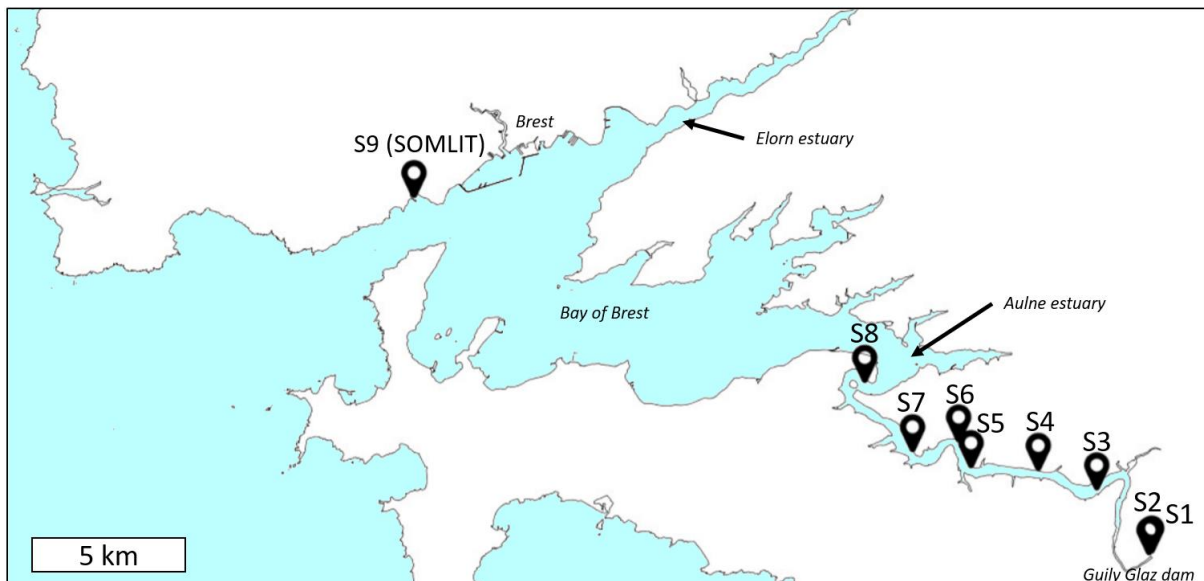 Brest
S9 (SOMLIT)
Elorn estuary
Bay of Brest
Aulne estuary
S8
S7
S6
S5
S4
S3
S2
S1
5 km
Guily Glaz dam